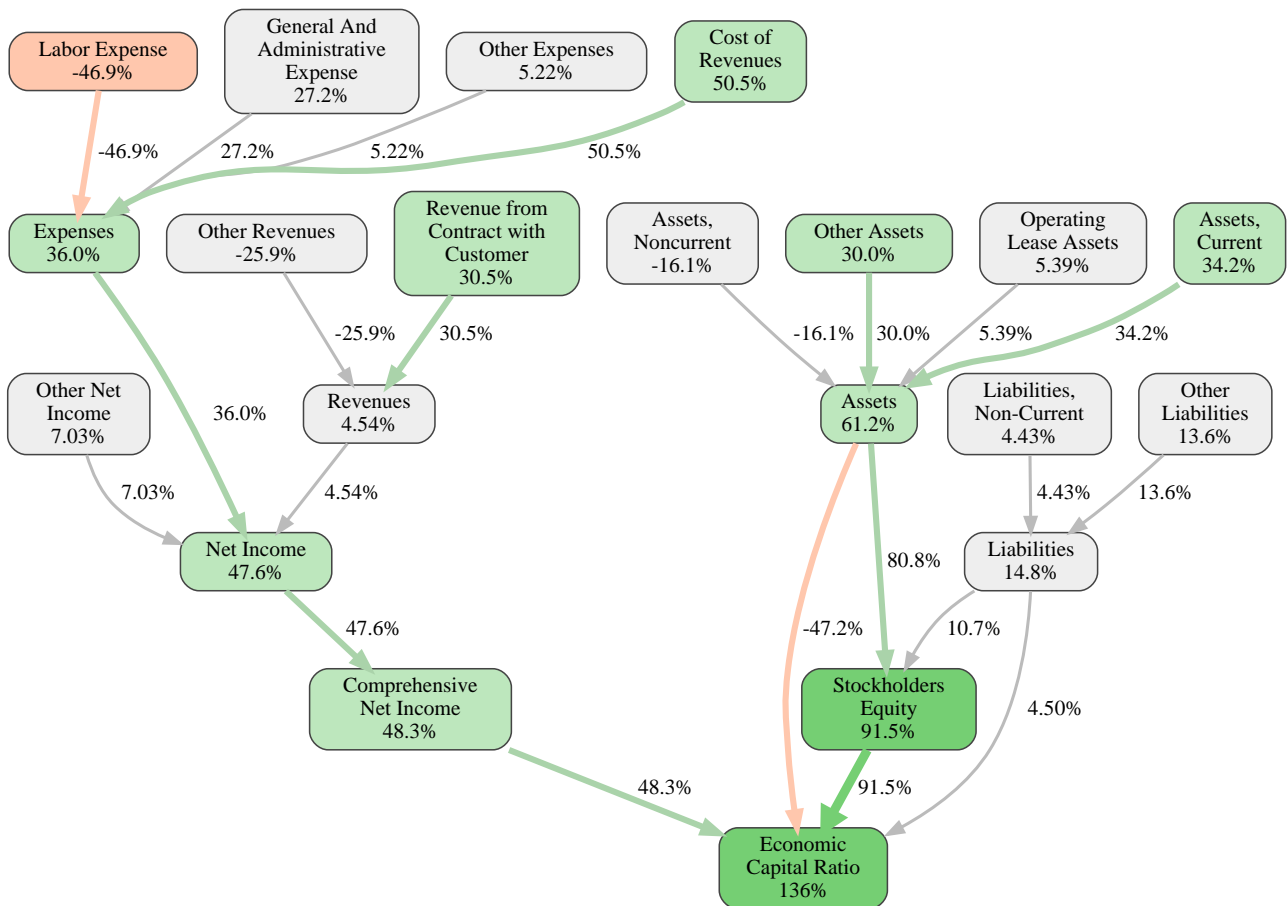 Labor Expense
-46.9%
General And
Administrative
Expense
27.2%
Other Expenses
5.22%
Cost of
Revenues
50.5%
-46.9%
27.2%
5.22%
50.5%
Expenses
36.0%
Other Revenues
-25.9%
Revenue from
Contract with
Customer
30.5%
Assets,
Noncurrent
-16.1%
Other Assets
30.0%
Operating
Lease Assets
5.39%
Assets,
Current
34.2%
-25.9%
30.5%
-16.1%
30.0%
5.39%
34.2%
Other Net
Income
7.03%
36.0%
Revenues
4.54%
Assets
61.2%
Liabilities,
Non-Current
4.43%
Other
Liabilities
13.6%
7.03%
4.54%
4.43%
13.6%
Net Income
47.6%
80.8%
Liabilities
14.8%
47.6%
-47.2%
10.7%
Comprehensive
Net Income
48.3%
Stockholders
Equity
91.5%
4.50%
48.3%
91.5%
Economic
Capital Ratio
136%